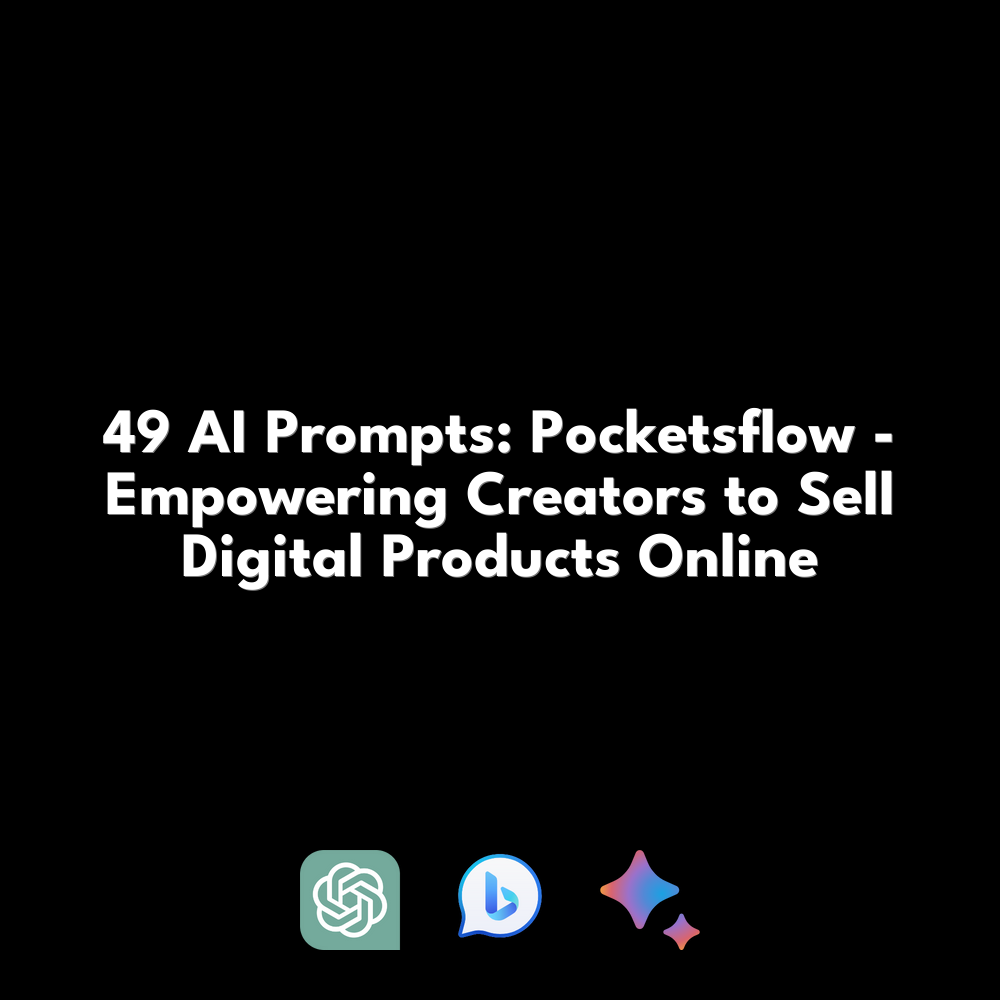 49 AI Prompts: Pocketsflow -
Empowering Creators to Sell
Digital Products Online